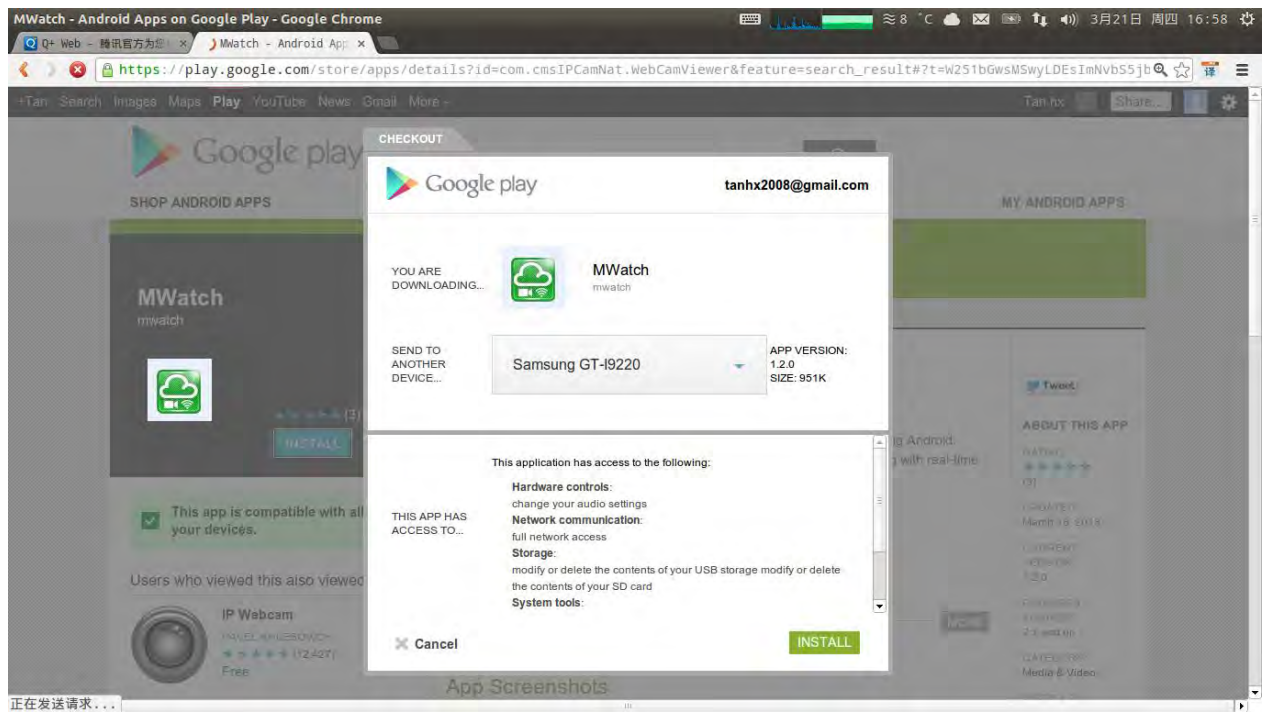 MWatch - Android Apps on Google Play - Google Chrome
8 °C
3月21日 周四 16:58
Q+ Web - 腾讯官方为您
MWatch - Android App
https://play.google.com/store/apps/details?id=com.cmsIPCamNat.WebCamViewer&feature=search_result#?t=W251bGwsMSwyLDEsImNvbS5jb
译
+Tan Search Images Maps Play YouTube News Gmail More
Tan hx Share...
Google play
CHECKOUT
Google play
tanhx2008@gmail.com
SHOP ANDROID APPS
MY ANDROID APPS
YOU ARE
DOWNLOADING...
MWatch
mwatch
MWatch
mwatch
SEND TO
ANOTHER
DEVICE...
Samsung GT-I9220
APP VERSION:
1.2.0
SIZE: 951K
Tweet
(3)
INSTALL
ABOUT THIS APP
Android
with real-time
RATING:
(3)
This application has access to the following:
Hardware controls:
change your audio settings
Network communication:
full network access
Storage:
modify or delete the contents of your USB storage modify or delete
the contents of your SD card
System tools:
THIS APP HAS
ACCESS TO...
This app is compatible with all
your devices.
UPDATED:
CURRENT
1.2.0
Users who viewed this also viewed
IP Webcam
(12,427)
Free
MORE
Media & Video
Cancel
INSTALL
App Screenshots
正在发送请求...